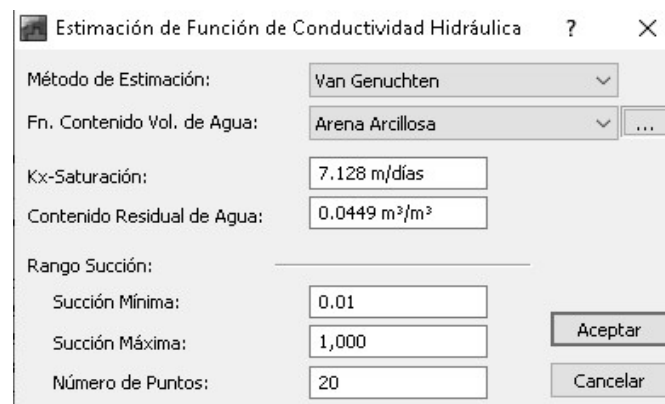 Estimación de Función de Conductividad Hidráulica ? ×
Método de Estimación: Van Genuchten
Fn. Contenido Vol. de Agua: Arena Arcillosa ...
Kx-Saturación: 7.128 m/días
Contenido Residual de Agua: 0.0449 m³/m³
Rango Succión:
Succión Mínima: 0.01
Succión Máxima: 1,000
Aceptar
Número de Puntos: 20
Cancelar